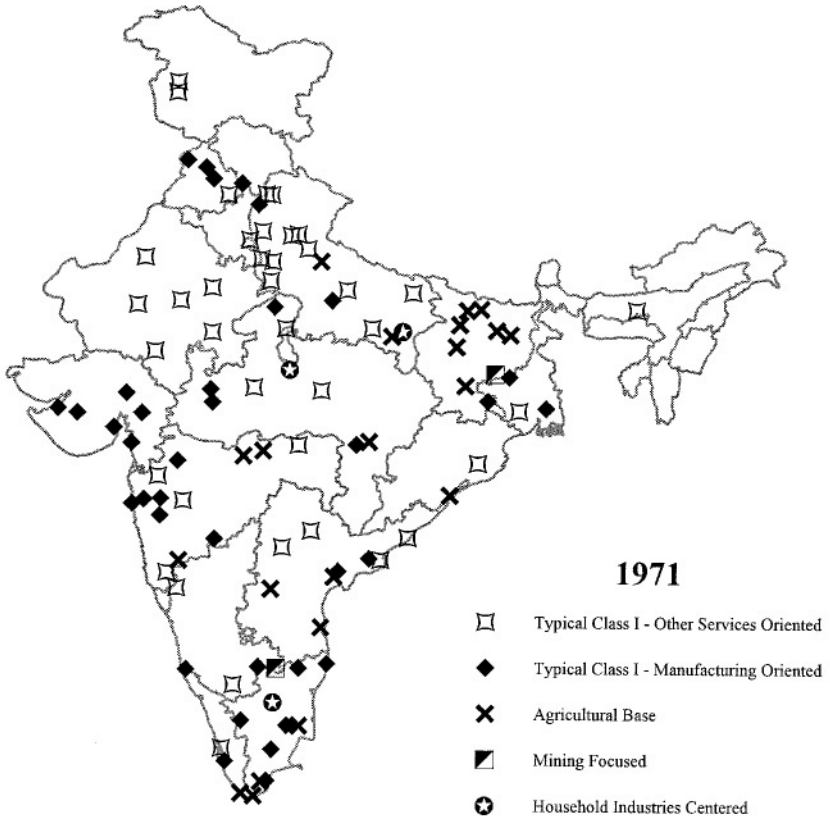 1971
Typical Class I - Other Services Oriented
Typical Class I - Manufacturing Oriented
Agricultural Base
Mining Focused
Household Industries Centered